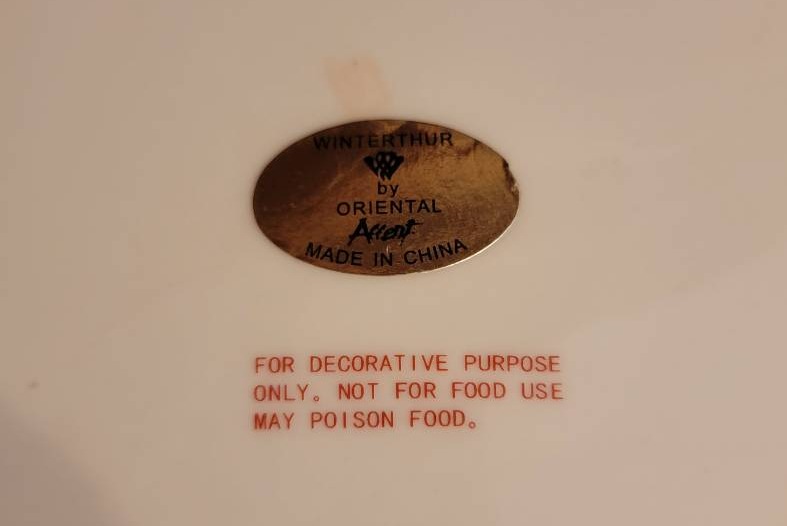 WINTERTHUR
by
ORIENTAL
Accent
MADE IN CHINA
FOR DECORATIVE PURPOSE
ONLY。 NOT FOR FOOD USE
MAY POISON FOOD。